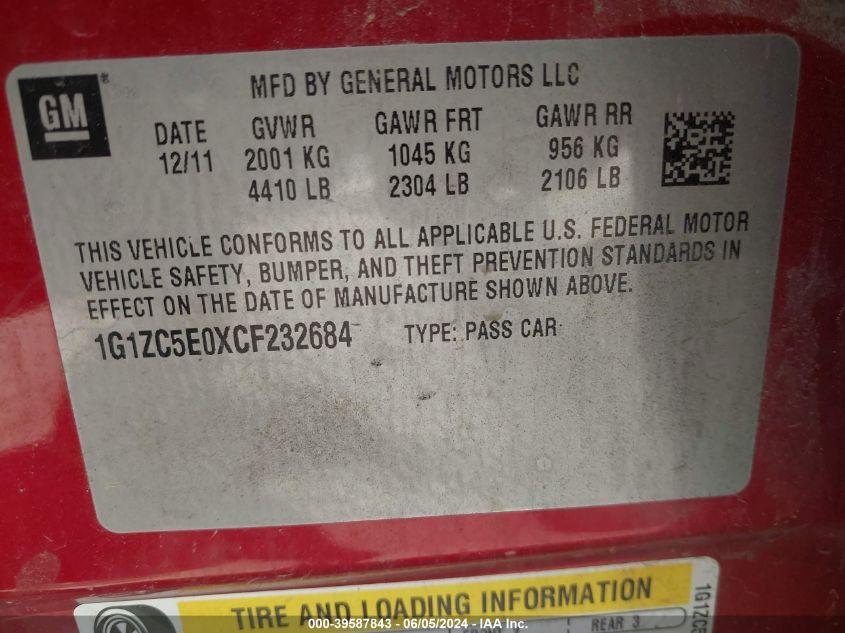 GM ®
MFD BY GENERAL MOTORS LLC
DATE GVWR GAWR FRT GAWR RR
12/11 2001 KG 1045 KG 956 KG
4410 LB 2304 LB 2106 LB
THIS VEHICLE CONFORMS TO ALL APPLICABLE U.S. FEDERAL MOTOR
VEHICLE SAFETY, BUMPER, AND THEFT PREVENTION STANDARDS IN
EFFECT ON THE DATE OF MANUFACTURE SHOWN ABOVE.
1G1ZC5E0XCF232684 TYPE: PASS CAR
TIRE AND LOADING INFORMATION
REAR 3
1G1ZC5
000-39587843 - 06/05/2024 - IAA Inc.